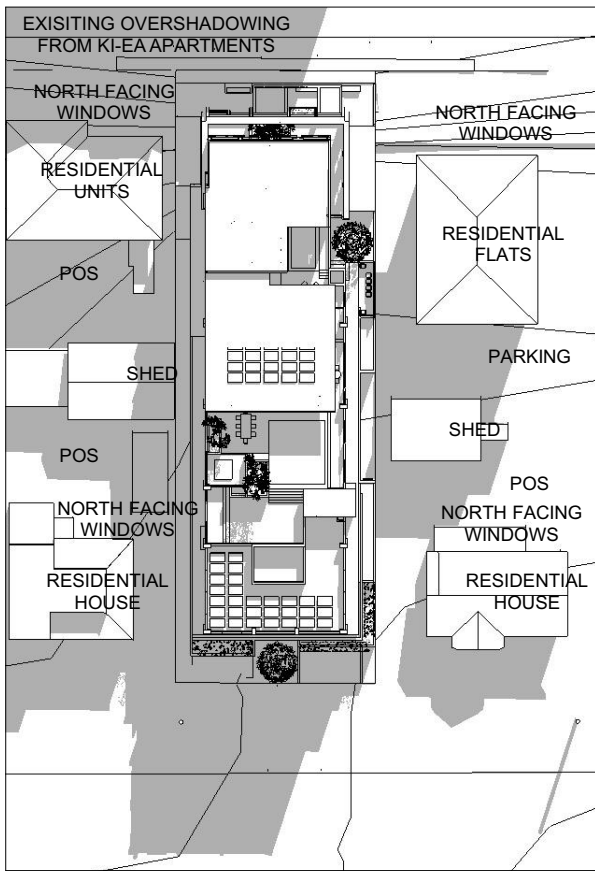 EXISITING OVERSHADOWING
FROM KI-EA APARTMENTS
NORTH FACING
WINDOWS
NORTH FACING
WINDOWS
RESIDENTIAL
UNITS
RESIDENTIAL
FLATS
POS
PARKING
SHED
SHED
POS
POS
NORTH FACING
WINDOWS
NORTH FACING
WINDOWS
RESIDENTIAL
HOUSE
RESIDENTIAL
HOUSE